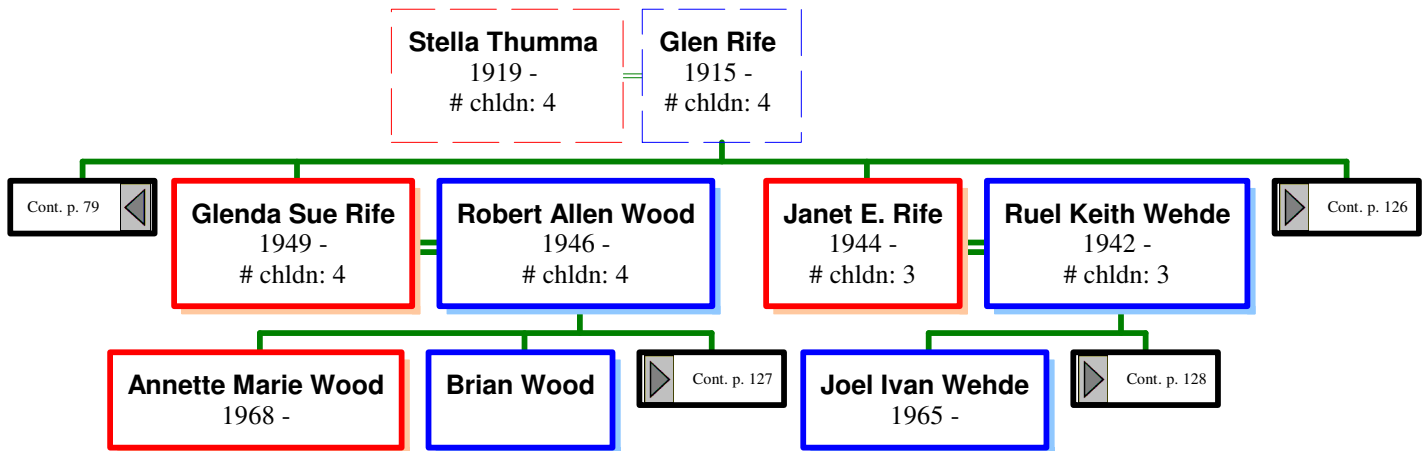 Stella Thumma
1919 -
# chldn: 4
Glen Rife
1915 -
# chldn: 4
Cont. p. 79
Glenda Sue Rife
1949 -
# chldn: 4
Robert Allen Wood
1946 -
# chldn: 4
Janet E. Rife
1944 -
# chldn: 3
Ruel Keith Wehde
1942 -
# chldn: 3
Cont. p. 126
Annette Marie Wood
1968 -
Brian Wood
Cont. p. 127
Joel Ivan Wehde
1965 -
Cont. p. 128